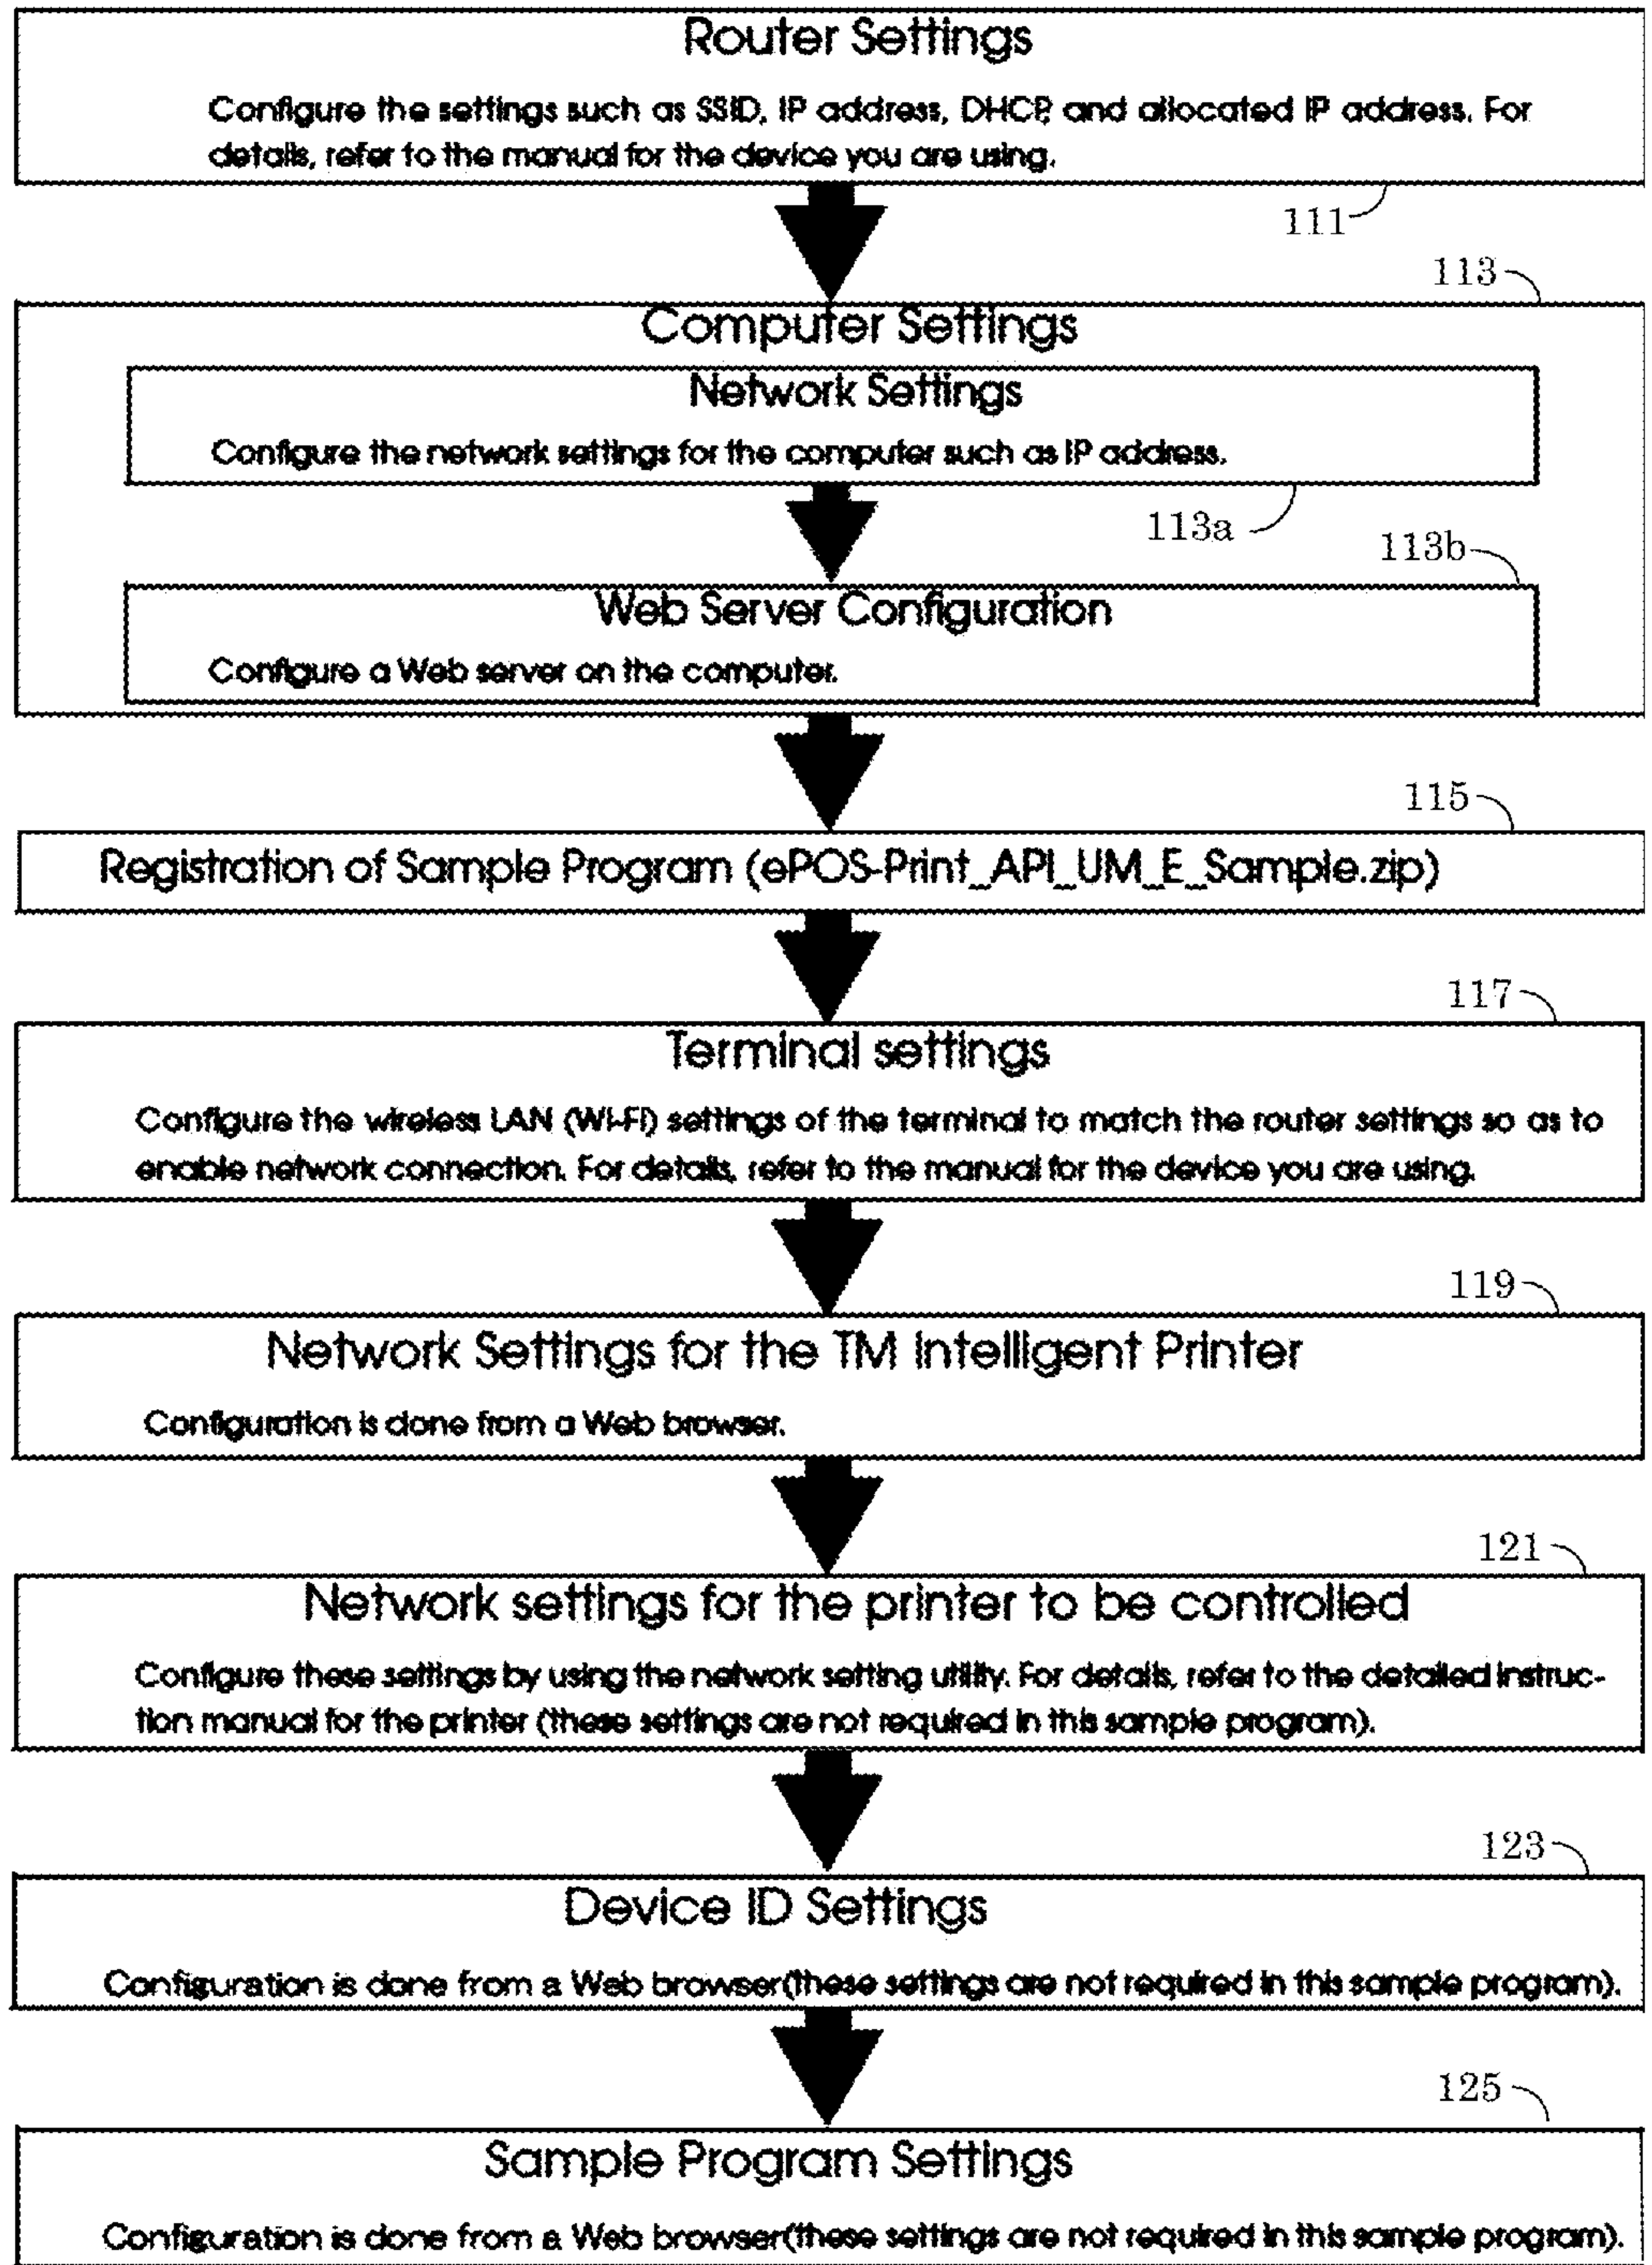 Router Settings
Configure the settings such as SSID, IP address, DHCP, and allocated IP address. For
details, refer to the manual for the device you are using.
111
113
Computer Settings
Network Settings
Configure the network settings for the computer such as IP address.
113a
113b
Web Server Configuration
Configure a Web server on the computer.
115
Registration of Sample Program (ePOS-Print_API_UM_E_Sample.zip)
117
Terminal settings
Configure the wireless LAN (Wi-Fi) settings of the terminal to match the router settings so as to
enable network connection. For details, refer to the manual for the device you are using.
119
Network Settings for the TM Intelligent Printer
Configuration is done from a Web browser.
121
Network settings for the printer to be controlled
Configure these settings by using the network setting utility. For details, refer to the detailed instruc-
tion manual for the printer (these settings are not required in this sample program).
123
Device ID Settings
Configuration is done from a Web browser(these settings are not required in this sample program).
125
Sample Program Settings
Configuration is done from a Web browser(these settings are not required in this sample program).